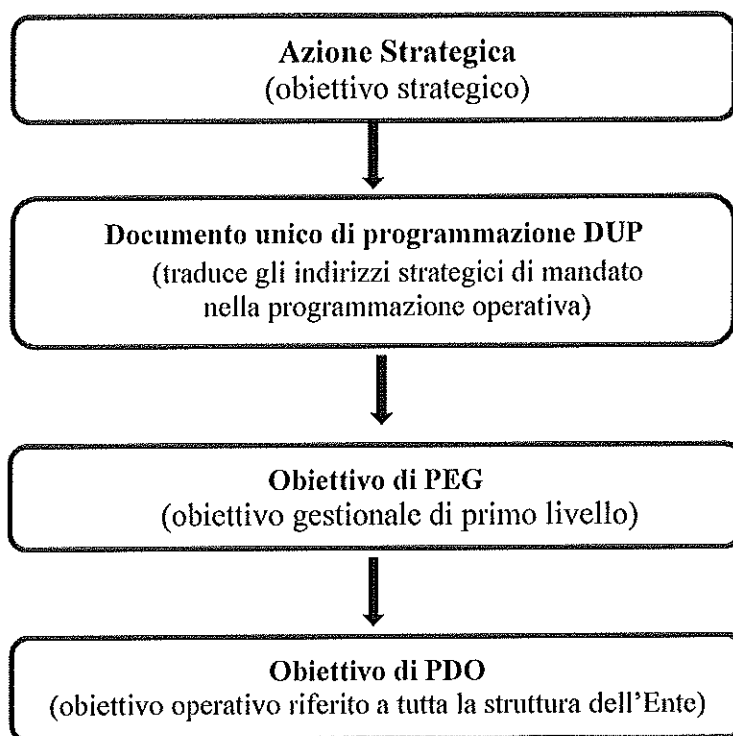 Azione Strategica
(obiettivo strategico)
Documento unico di programmazione DUP
(traduce gli indirizzi strategici di mandato
nella programmazione operativa)
Obiettivo di PEG
(obiettivo gestionale di primo livello)
Obiettivo di PDO
(obiettivo operativo riferito a tutta la struttura dell'Ente)